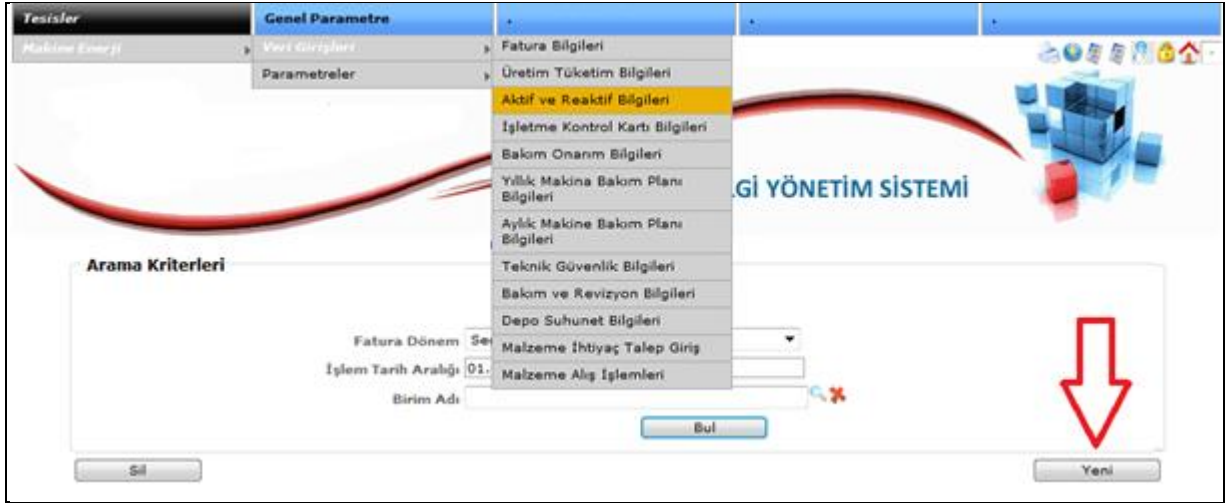 Tesisler
Genel Parametre
.
.
.
Makine Enerji
Veri Girişleri
Fatura Bilgileri
Parametreler
Üretim Tüketim Bilgileri
Aktif ve Reaktif Bilgileri
İşletme Kontrol Kartı Bilgileri
Bakım Onarım Bilgileri
Yıllık Makina Bakım Planı
Bilgileri
Aylık Makine Bakım Planı
Bilgileri
Teknik Güvenlik Bilgileri
Bakım ve Revizyon Bilgileri
Depo Suhunet Bilgileri
Malzeme İhtiyaç Talep Giriş
Malzeme Alış İşlemleri
Gİ YÖNETİM SİSTEMİ
Arama Kriterleri
Fatura Dönem
İşlem Tarih Aralığı 01.
Birim Adı
Bul
Sil
Yeni